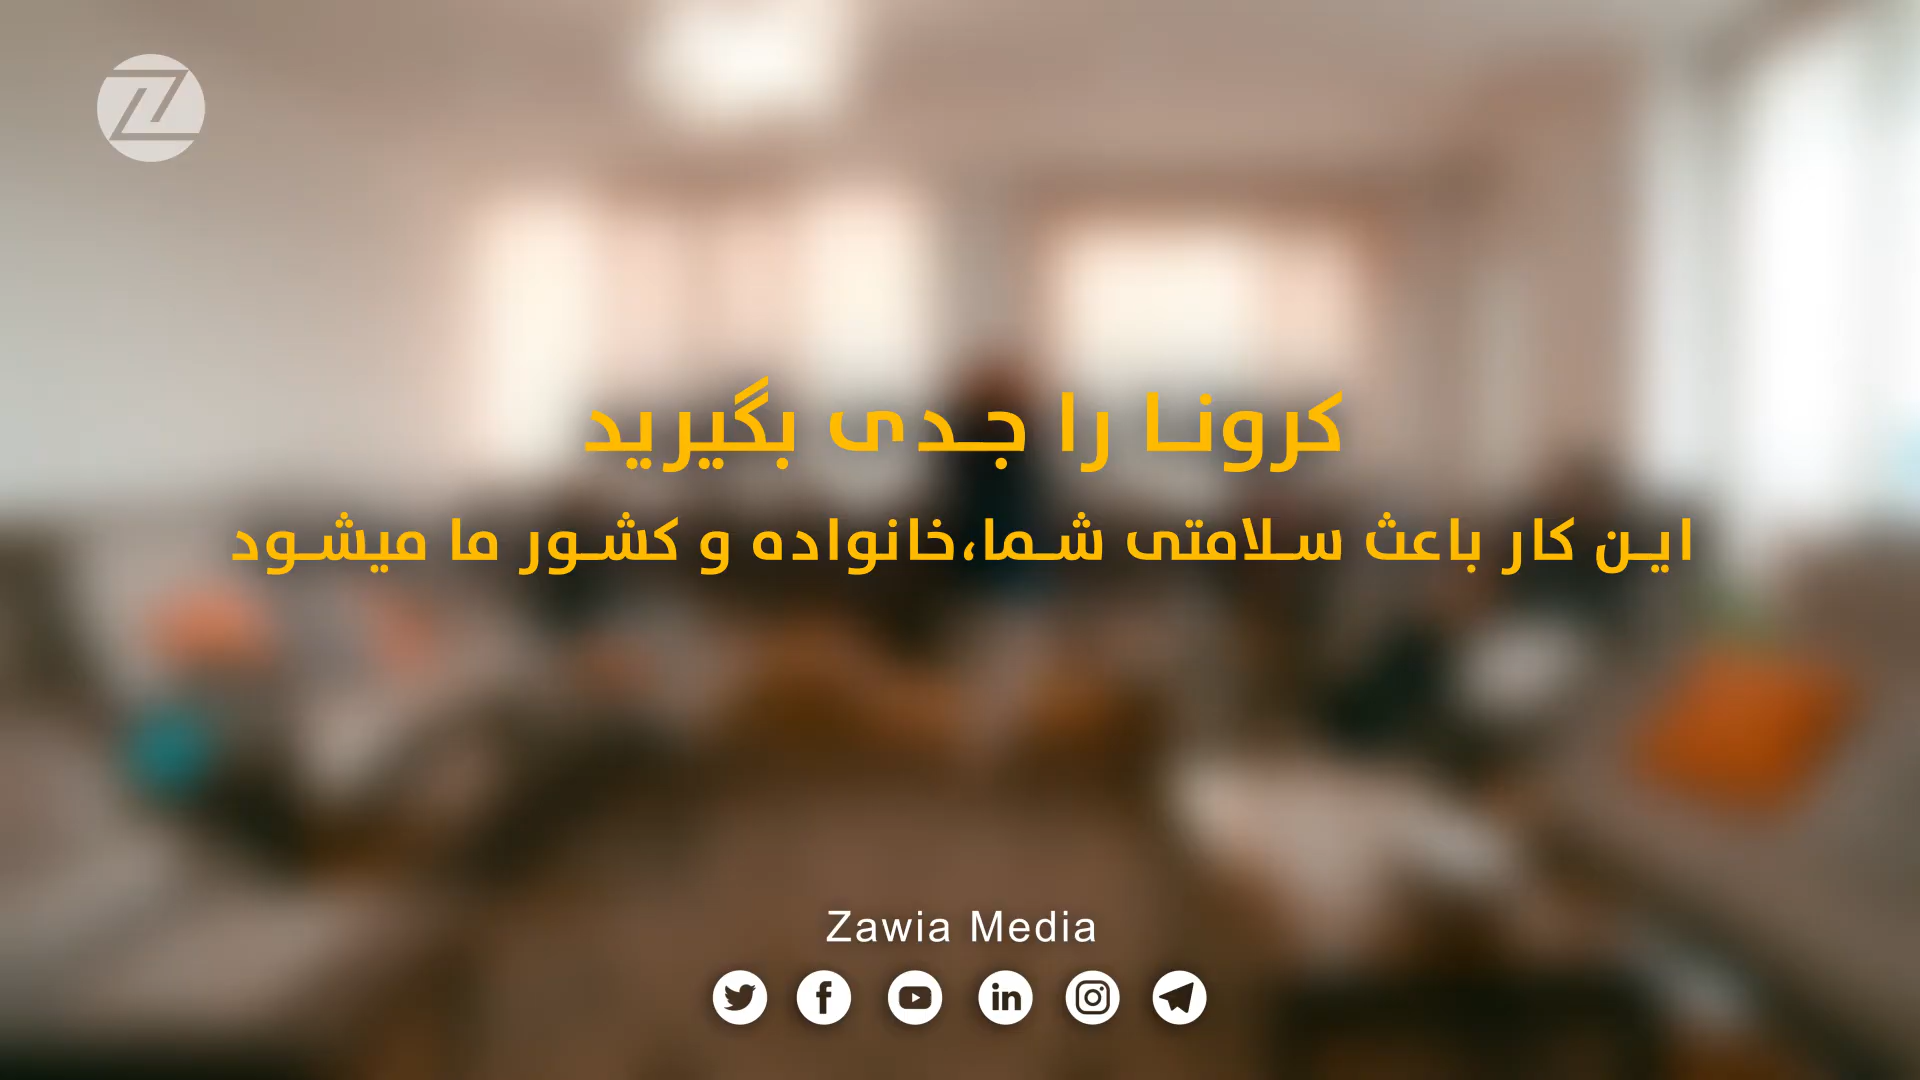 کرونا را جدی بگیرید
این کار باعث سلامتی شما،خانواده و کشور ما میشود
Zawia Media